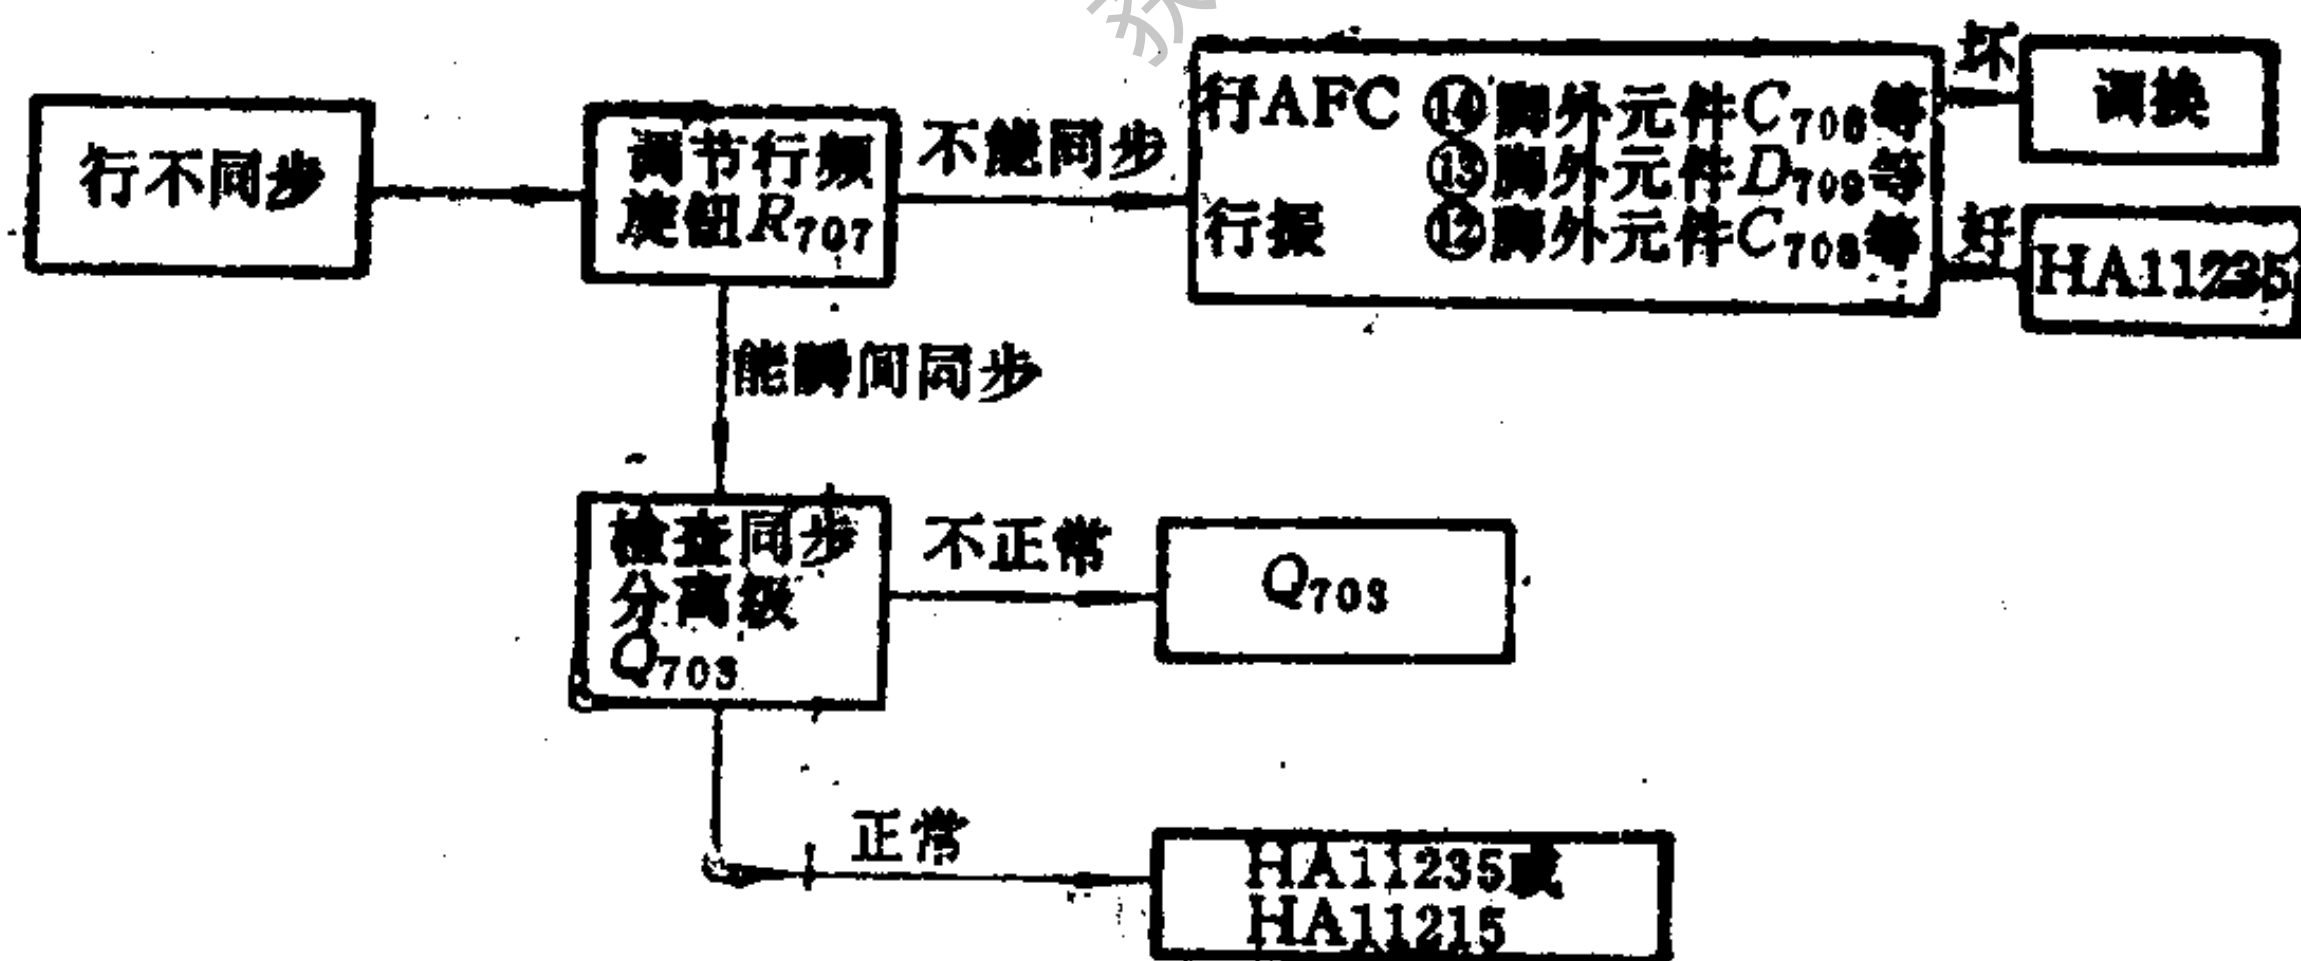 行不同步
调节行频
旋钮R707
不能同步
行AFC ⑭脚外元件C706等
⑬脚外元件D709等
行振 ⑫脚外元件C708等
坏
调换
好
HA11235
能瞬间同步
检查同步
分离级
Q703
不正常
Q703
正常
HA11235或
HA11215